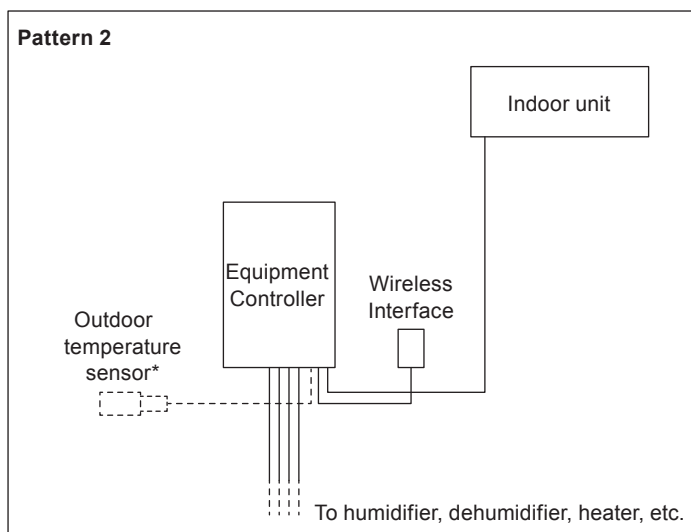 Pattern 2
Indoor unit
Equipment
Controller
Wireless
Interface
Outdoor
temperature
sensor*
To humidifier, dehumidifier, heater, etc.